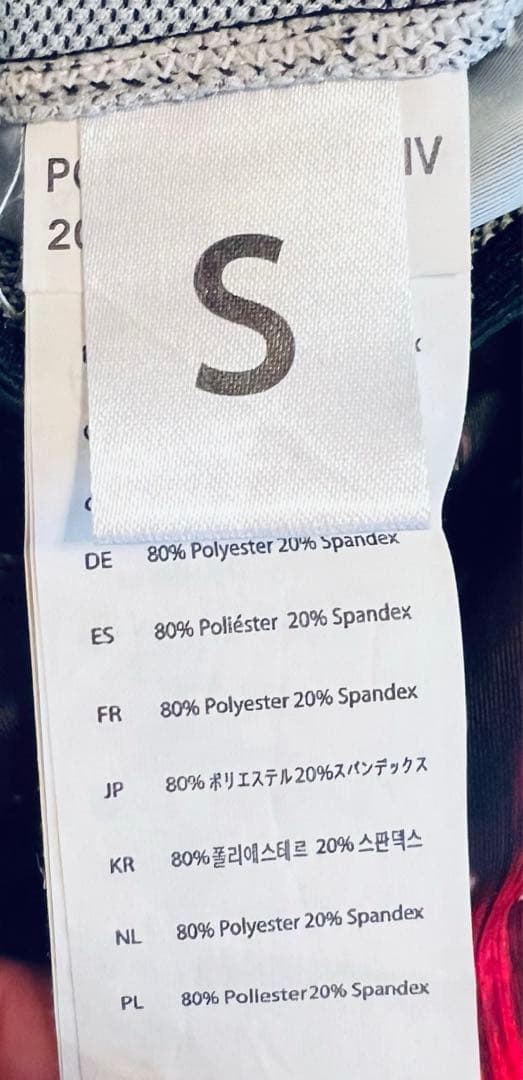 IV
S
DE 80% Polyester 20% Spandex
ES 80% Poliéster 20% Spandex
FR 80% Polyester 20% Spandex
JP 80%ポリエステル20%スパンデックス
KR 80%폴리에스테르 20%스판덱스
NL 80% Polyester 20% Spandex
PL 80% Pollester20% Spandex